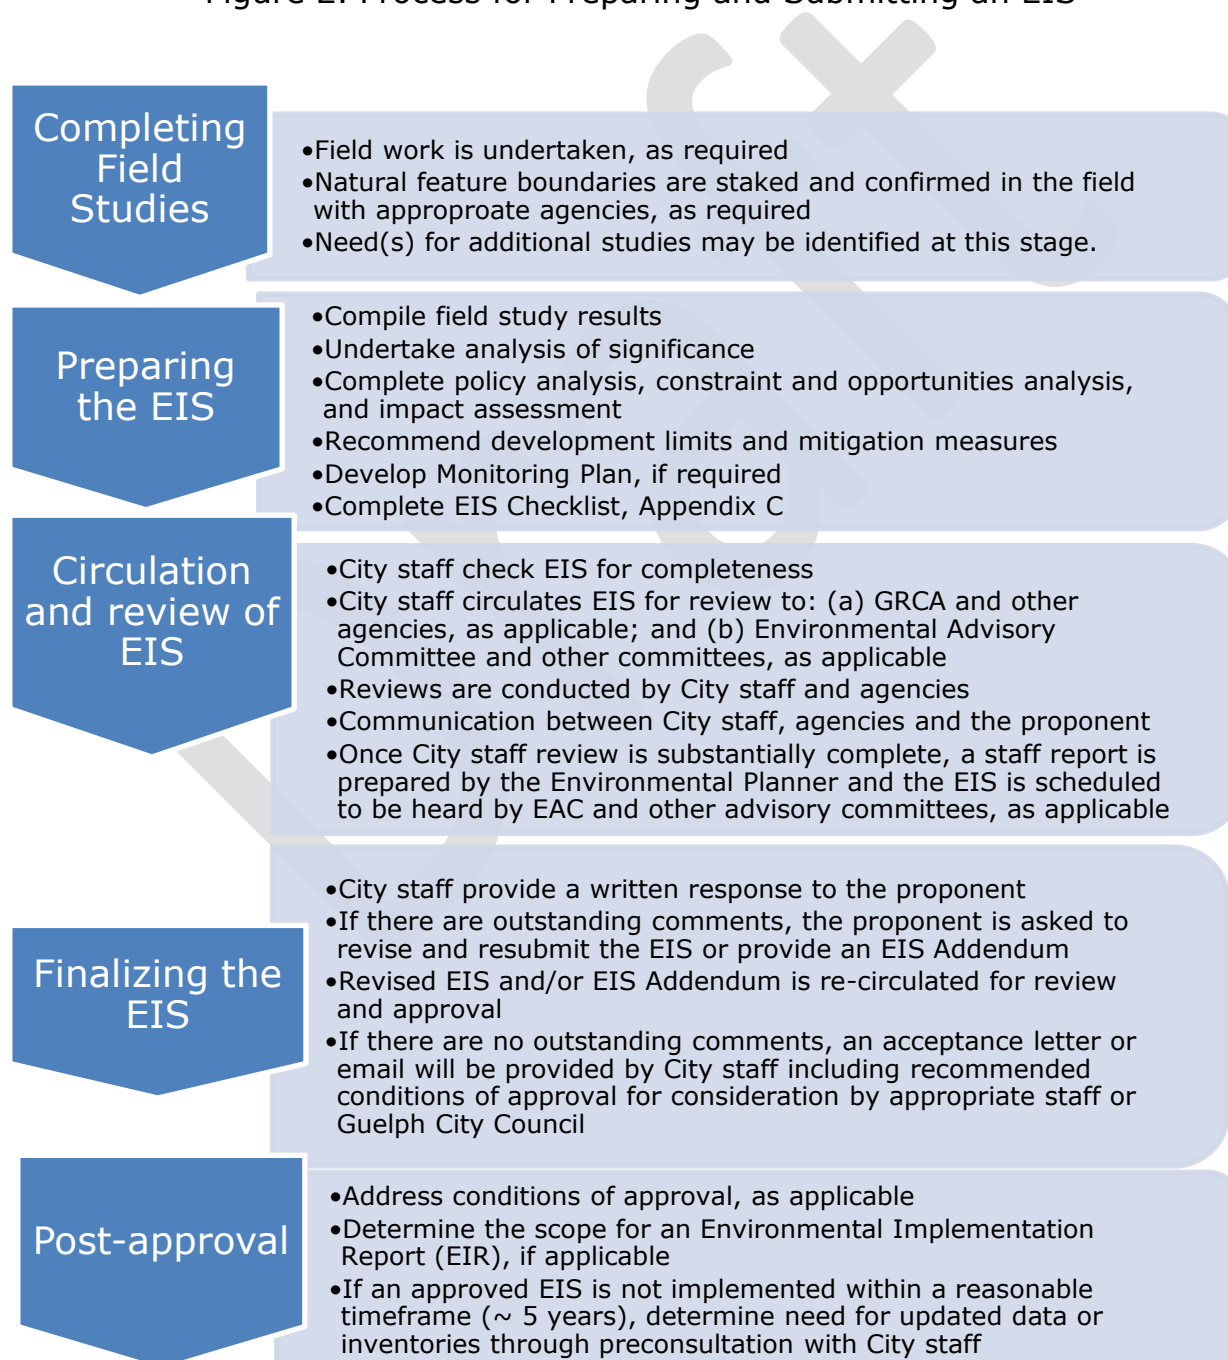 Figure 2. Process for Preparing and Submitting an EIS
Completing
Field
Studies
•Field work is undertaken, as required
•Natural feature boundaries are staked and confirmed in the field
with approproate agencies, as required
•Need(s) for additional studies may be identified at this stage.
Preparing
the EIS
•Compile field study results
•Undertake analysis of significance
•Complete policy analysis, constraint and opportunities analysis,
and impact assessment
•Recommend development limits and mitigation measures
•Develop Monitoring Plan, if required
•Complete EIS Checklist, Appendix C
Circulation
and review of
EIS
•City staff check EIS for completeness
•City staff circulates EIS for review to: (a) GRCA and other
agencies, as applicable; and (b) Environmental Advisory
Committee and other committees, as applicable
•Reviews are conducted by City staff and agencies
•Communication between City staff, agencies and the proponent
•Once City staff review is substantially complete, a staff report is
prepared by the Environmental Planner and the EIS is scheduled
to be heard by EAC and other advisory committees, as applicable
Finalizing the
EIS
•City staff provide a written response to the proponent
•If there are outstanding comments, the proponent is asked to
revise and resubmit the EIS or provide an EIS Addendum
•Revised EIS and/or EIS Addendum is re-circulated for review
and approval
•If there are no outstanding comments, an acceptance letter or
email will be provided by City staff including recommended
conditions of approval for consideration by appropriate staff or
Guelph City Council
Post-approval
•Address conditions of approval, as applicable
•Determine the scope for an Environmental Implementation
Report (EIR), if applicable
•If an approved EIS is not implemented within a reasonable
timeframe (~ 5 years), determine need for updated data or
inventories through preconsultation with City staff
Draft